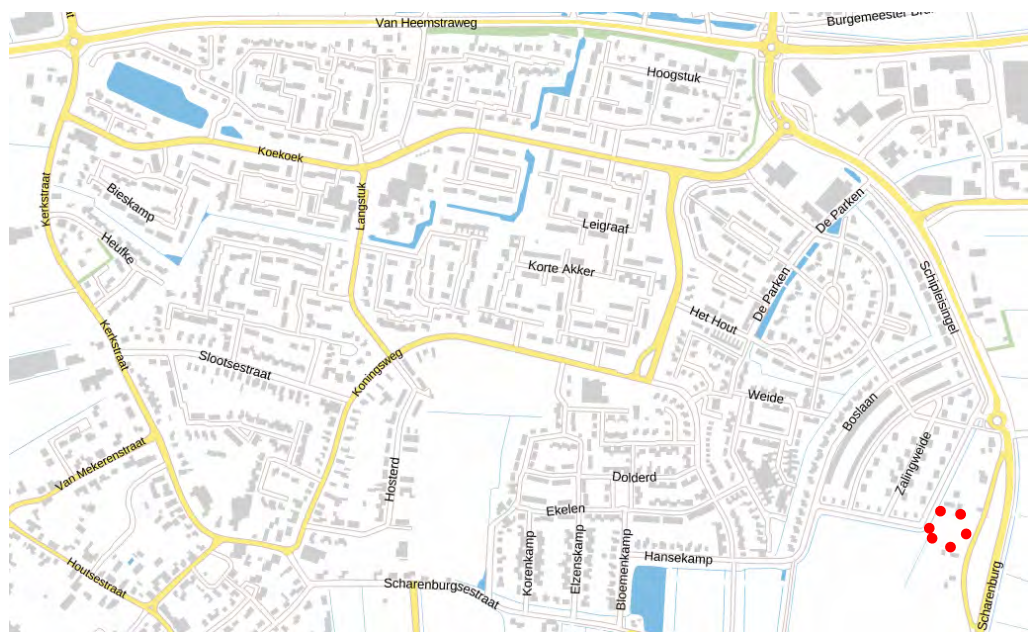 Van Heemstraweg
Burgemeester
Hoogstuk
Koekoek
Kerkstraat
Bieskamp
Langstuk
Heufke
Leigraaf
De Parken
Korte Akker
De Parken
Schipleisingel
Het Hout
Kerkstraat
Slootsestraat
Koningsweg
Weide
Boslaan
Zalingweide
Van Mekerenstraat
Hosterd
Dolderd
Ekelen
Houtsestraat
Scharenburgsestraat
Korenkamp
Elzenskamp
Bloemenkamp
Hansekamp
Scharenburg